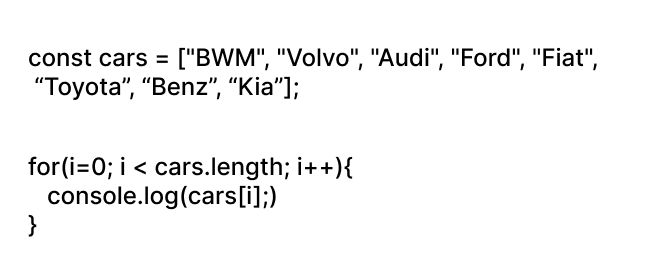 const cars = ["BWM", "Volvo", "Audi", "Ford", "Fiat",
“Toyota”, “Benz”, “Kia”];
for(i=0; i < cars.length; i++){
console.log(cars[i];)
}